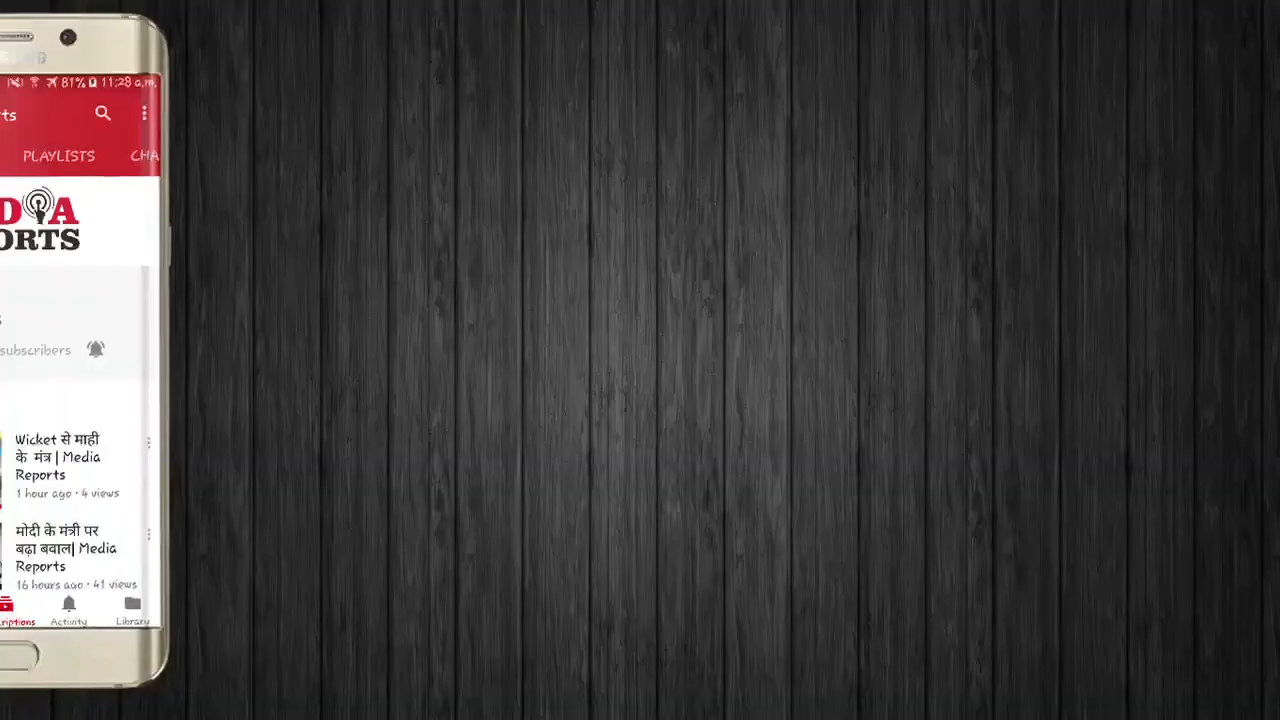 81% 11:28 a.m.
rts
PLAYLISTS CHA
DIA
ORTS
s
subscribers
Wicket से माही
के मंत्र | Media
Reports
1 hour ago · 4 views
मोदी के मंत्री पर
बढ़ा बवाल| Media
Reports
16 hours ago · 41 views
riptions Activity Library